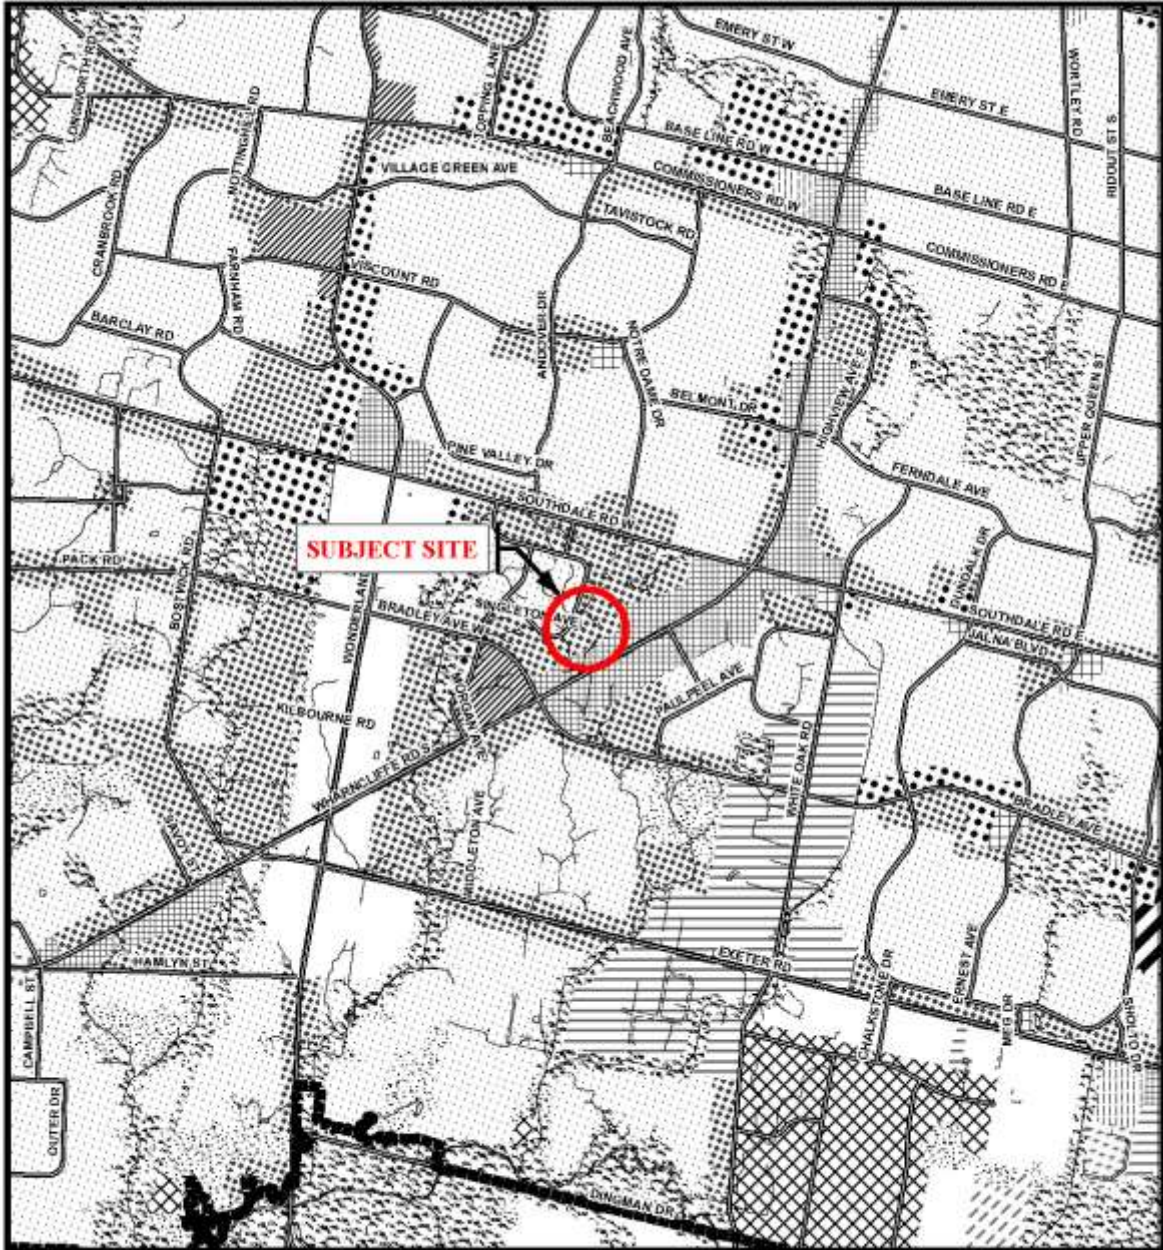 EMERY ST W
WORTLEY RD
RIDOUT ST S
EMERY ST E
TOPPING LANE
BEACHWOOD AVE
BASE LINE RD W
VILLAGE GREEN AVE
COMMISSIONERS RD W
BASE LINE RD E
CRANBROOK RD
TAVISTOCK RD
COMMISSIONERS RD E
FARNHAM RD
VISCOUNT RD
BARCLAY RD
ANDOVER DR
NOTRE DAME DR
HIGHVIEW AVE E
UPPER QUEEN ST
BELMONT DR
PINE VALLEY DR
FERNDALE AVE
SOUTHDALE RD
SUBJECT SITE
PACK RD
BOSTWICK RD
WONDERLAND
BRADLEY AVE W
SINGLETON AVE
SOUTHDALE RD E
JALNA BLVD
PAULPEEL AVE
KILBOURNE RD
WHARNCLIFFE RD S
WHITE OAK RD
MIDDLETON AVE
BRADLEY AVE
EXETER RD
HAMLYN ST
CAMPBELL ST
CHALKSTONE DR
ERNEST AVE
MEG DR
SHOLTO DR
OUTER DR
DINGMAN DR